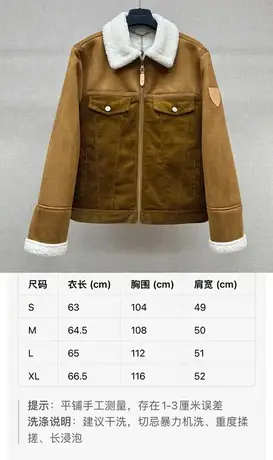 尺码 衣长 (cm) 胸围 (cm) 肩宽 (cm)
S 63 104 49
M 64.5 108 50
L 65 112 51
XL 66.5 116 52
提示：平铺手工测量，存在1-3厘米误差
洗涤说明：建议干洗，切忌暴力机洗、重度揉
搓、长浸泡